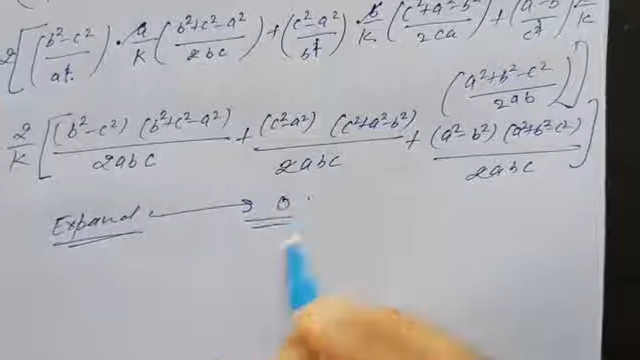 2[(b²-c²/a²) · a/k (b²+c²-a²/2bc) + (c²-a²/b²) · b/k (c²+a²-b²/2ca) + (a²-b²/c²) c/k
(a²+b²-c²/2ab)]
2/k [(b²-c²) (b²+c²-a²)/2abc + (c²-a²) (c²+a²-b²)/2abc + (a²-b²) (a²+b²-c²)/2abc]
Expand → 0